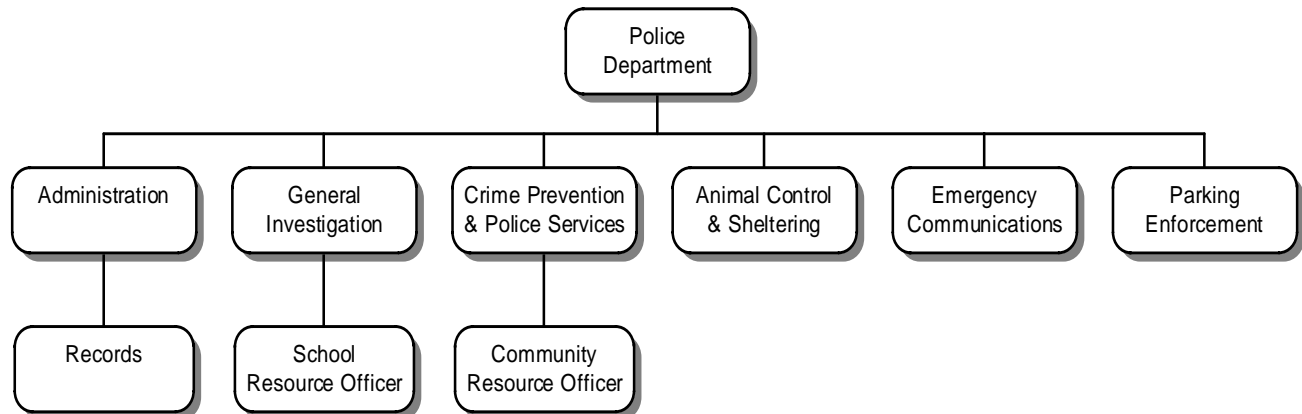 Police
Department
Administration
General
Investigation
Crime Prevention
& Police Services
Animal Control
& Sheltering
Emergency
Communications
Parking
Enforcement
Records
School
Resource Officer
Community
Resource Officer